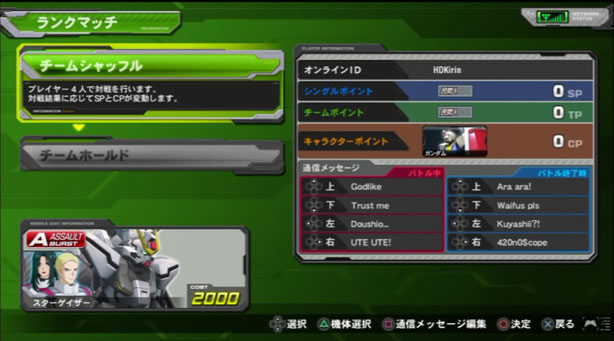 ランクマッチ
INFORMATION
NETWORK
STATUS
チームシャッフル
プレイヤー4人で対戦を行います。
対戦結果に応じてSPとCPが変動します。
INFORMATION
チームホールド
PLAYER INFORMATION
オンラインID HDKirin
シングルポイント 民間人 0 SP
チームポイント 民間人 0 TP
キャラクターポイント ガンダム 0 CP
通信メッセージ
バトル中
上 Godlike
下 Trust me
左 Doushio...
右 UTE UTE!
バトル終了時
上 Ara ara!
下 Waifus pls
左 Kuyashii?!
右 420n0$cope
MOBILE SUIT INFORMATION
A ASSAULT
BURST
スターゲイザー
COST
2000
選択 機体選択 通信メッセージ編集 決定 戻る